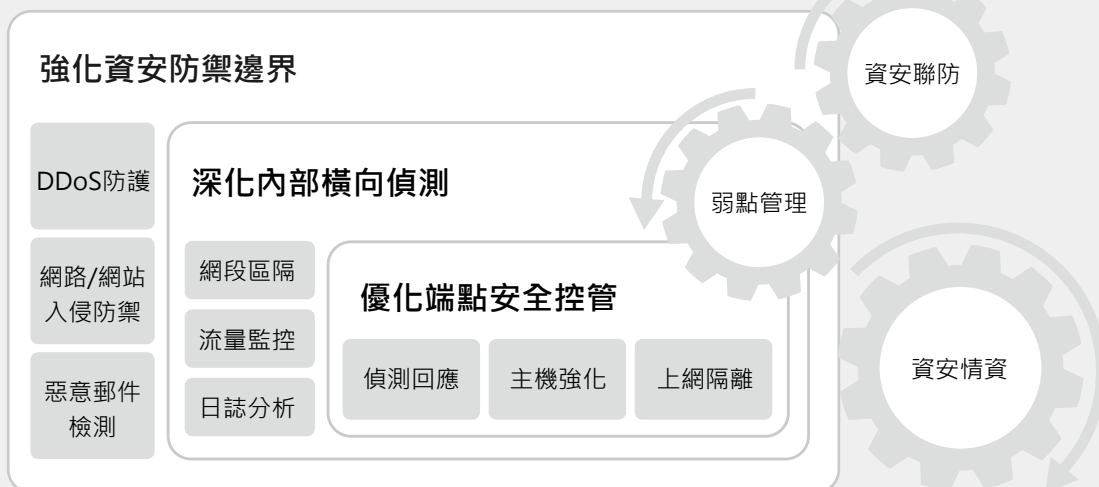 強化資安防禦邊界
資安聯防
DDoS防護
深化內部橫向偵測
弱點管理
網路/網站
入侵防禦
網段區隔
優化端點安全控管
流量監控
資安情資
偵測回應
主機強化
上網隔離
惡意郵件
檢測
日誌分析